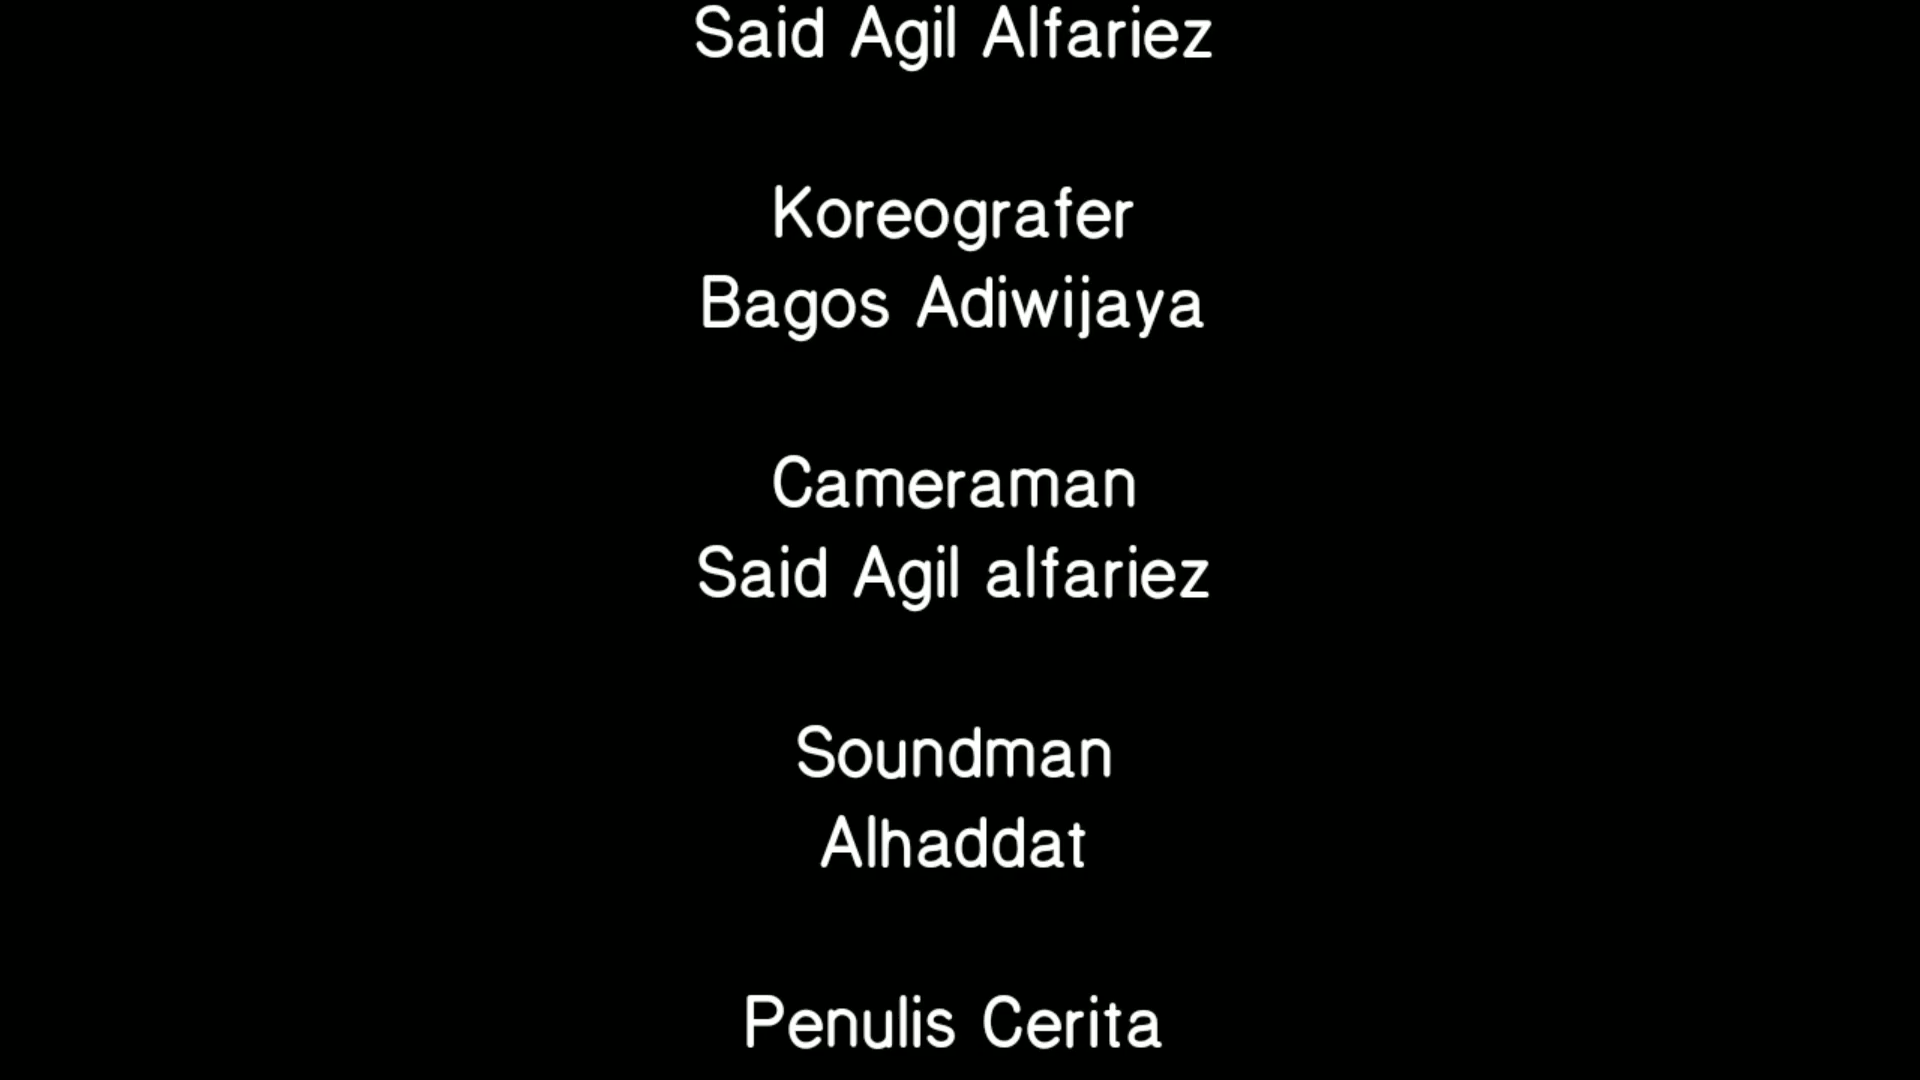 Said Agil Alfariez
Koreografer
Bagos Adiwijaya
Cameraman
Said Agil alfariez
Soundman
Alhaddat
Penulis Cerita